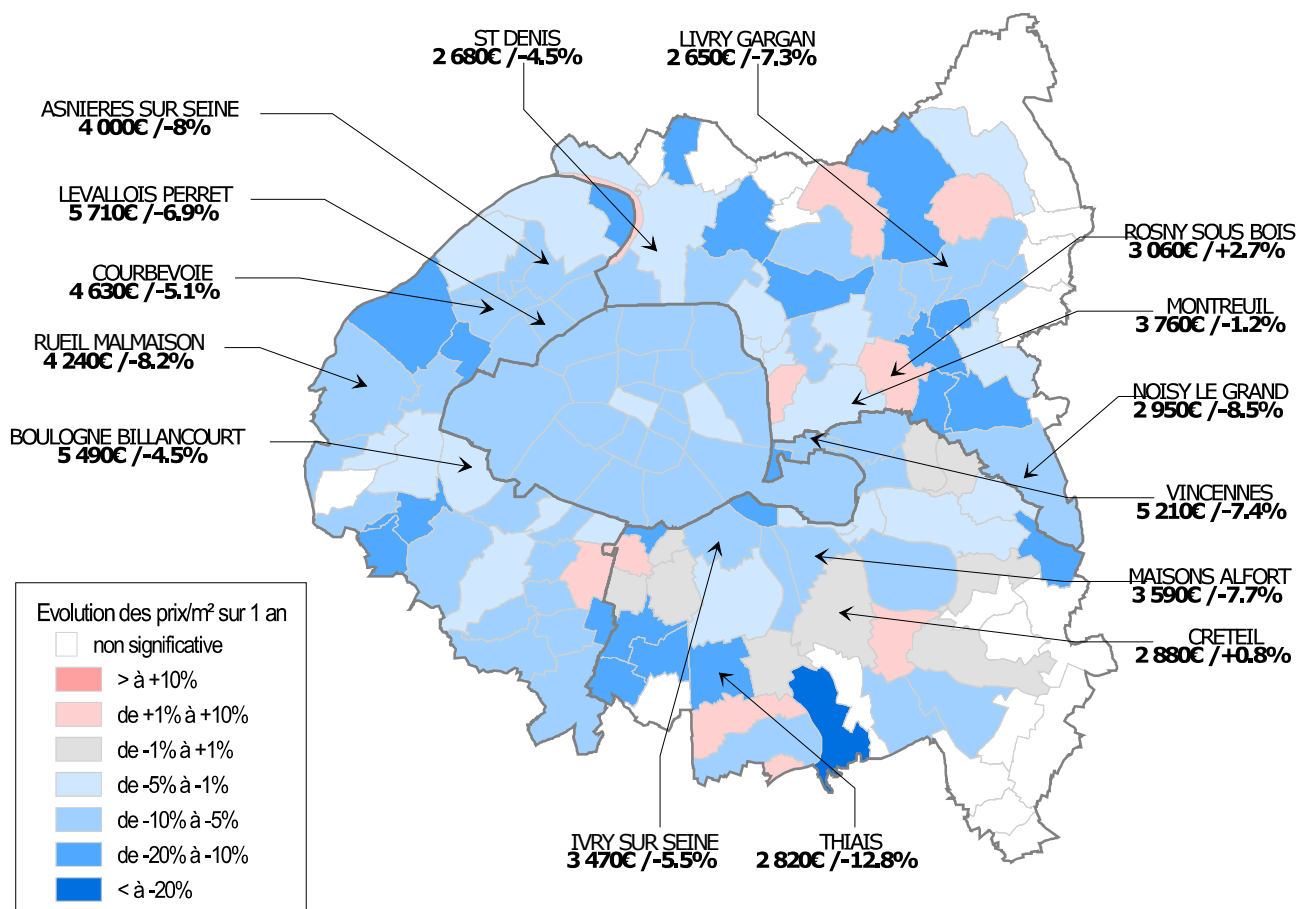 ST DENIS
2 680€ /-4.5%
LIVRY GARGAN
2 650€ /-7.3%
ASNIERES SUR SEINE
4 000€ /-8%
LEVALLOIS PERRET
5 710€ /-6.9%
COURBEVOIE
4 630€ /-5.1%
RUEIL MALMAISON
4 240€ /-8.2%
BOULOGNE BILLANCOURT
5 490€ /-4.5%
ROSNY SOUS BOIS
3 060€ /+2.7%
MONTREUIL
3 760€ /-1.2%
NOISY LE GRAND
2 950€ /-8.5%
VINCENNES
5 210€ /-7.4%
MAISONS ALFORT
3 590€ /-7.7%
CRETEIL
2 880€ /+0.8%
IVRY SUR SEINE
3 470€ /-5.5%
THIAIS
2 820€ /-12.8%
Evolution des prix/m² sur 1 an
non significative
> à +10%
de +1% à +10%
de -1% à +1%
de -5% à -1%
de -10% à -5%
de -20% à -10%
< à -20%